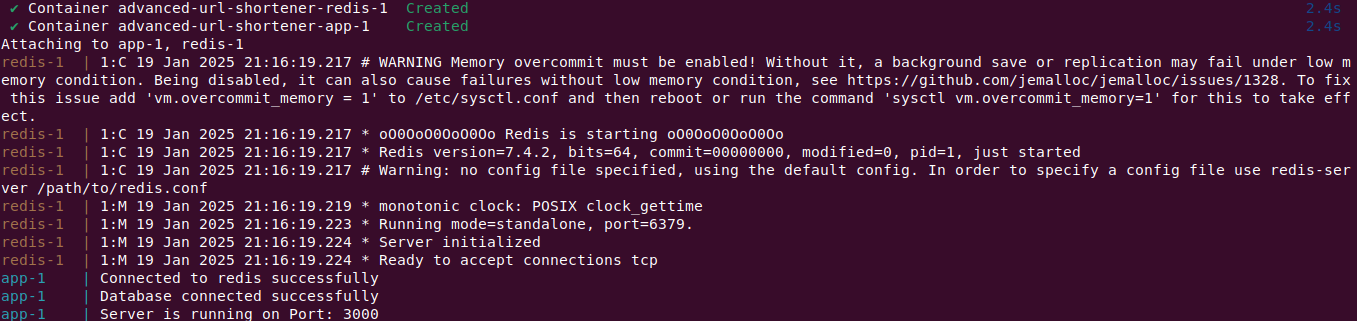 ✔ Container advanced-url-shortener-redis-1  Created  2.4s
✔ Container advanced-url-shortener-app-1    Created  2.4s
Attaching to app-1, redis-1
redis-1  | 1:C 19 Jan 2025 21:16:19.217 # WARNING Memory overcommit must be enabled! Without it, a background save or replication may fail under low m
emory condition. Being disabled, it can also cause failures without low memory condition, see https://github.com/jemalloc/jemalloc/issues/1328. To fix
 this issue add 'vm.overcommit_memory = 1' to /etc/sysctl.conf and then reboot or run the command 'sysctl vm.overcommit_memory=1' for this to take eff
ect.
redis-1  | 1:C 19 Jan 2025 21:16:19.217 * oO0OoO0OoO0Oo Redis is starting oO0OoO0OoO0Oo
redis-1  | 1:C 19 Jan 2025 21:16:19.217 * Redis version=7.4.2, bits=64, commit=00000000, modified=0, pid=1, just started
redis-1  | 1:C 19 Jan 2025 21:16:19.217 # Warning: no config file specified, using the default config. In order to specify a config file use redis-ser
ver /path/to/redis.conf
redis-1  | 1:M 19 Jan 2025 21:16:19.219 * monotonic clock: POSIX clock_gettime
redis-1  | 1:M 19 Jan 2025 21:16:19.223 * Running mode=standalone, port=6379.
redis-1  | 1:M 19 Jan 2025 21:16:19.224 * Server initialized
redis-1  | 1:M 19 Jan 2025 21:16:19.224 * Ready to accept connections tcp
app-1    | Connected to redis successfully
app-1    | Database connected successfully
app-1    | Server is running on Port: 3000